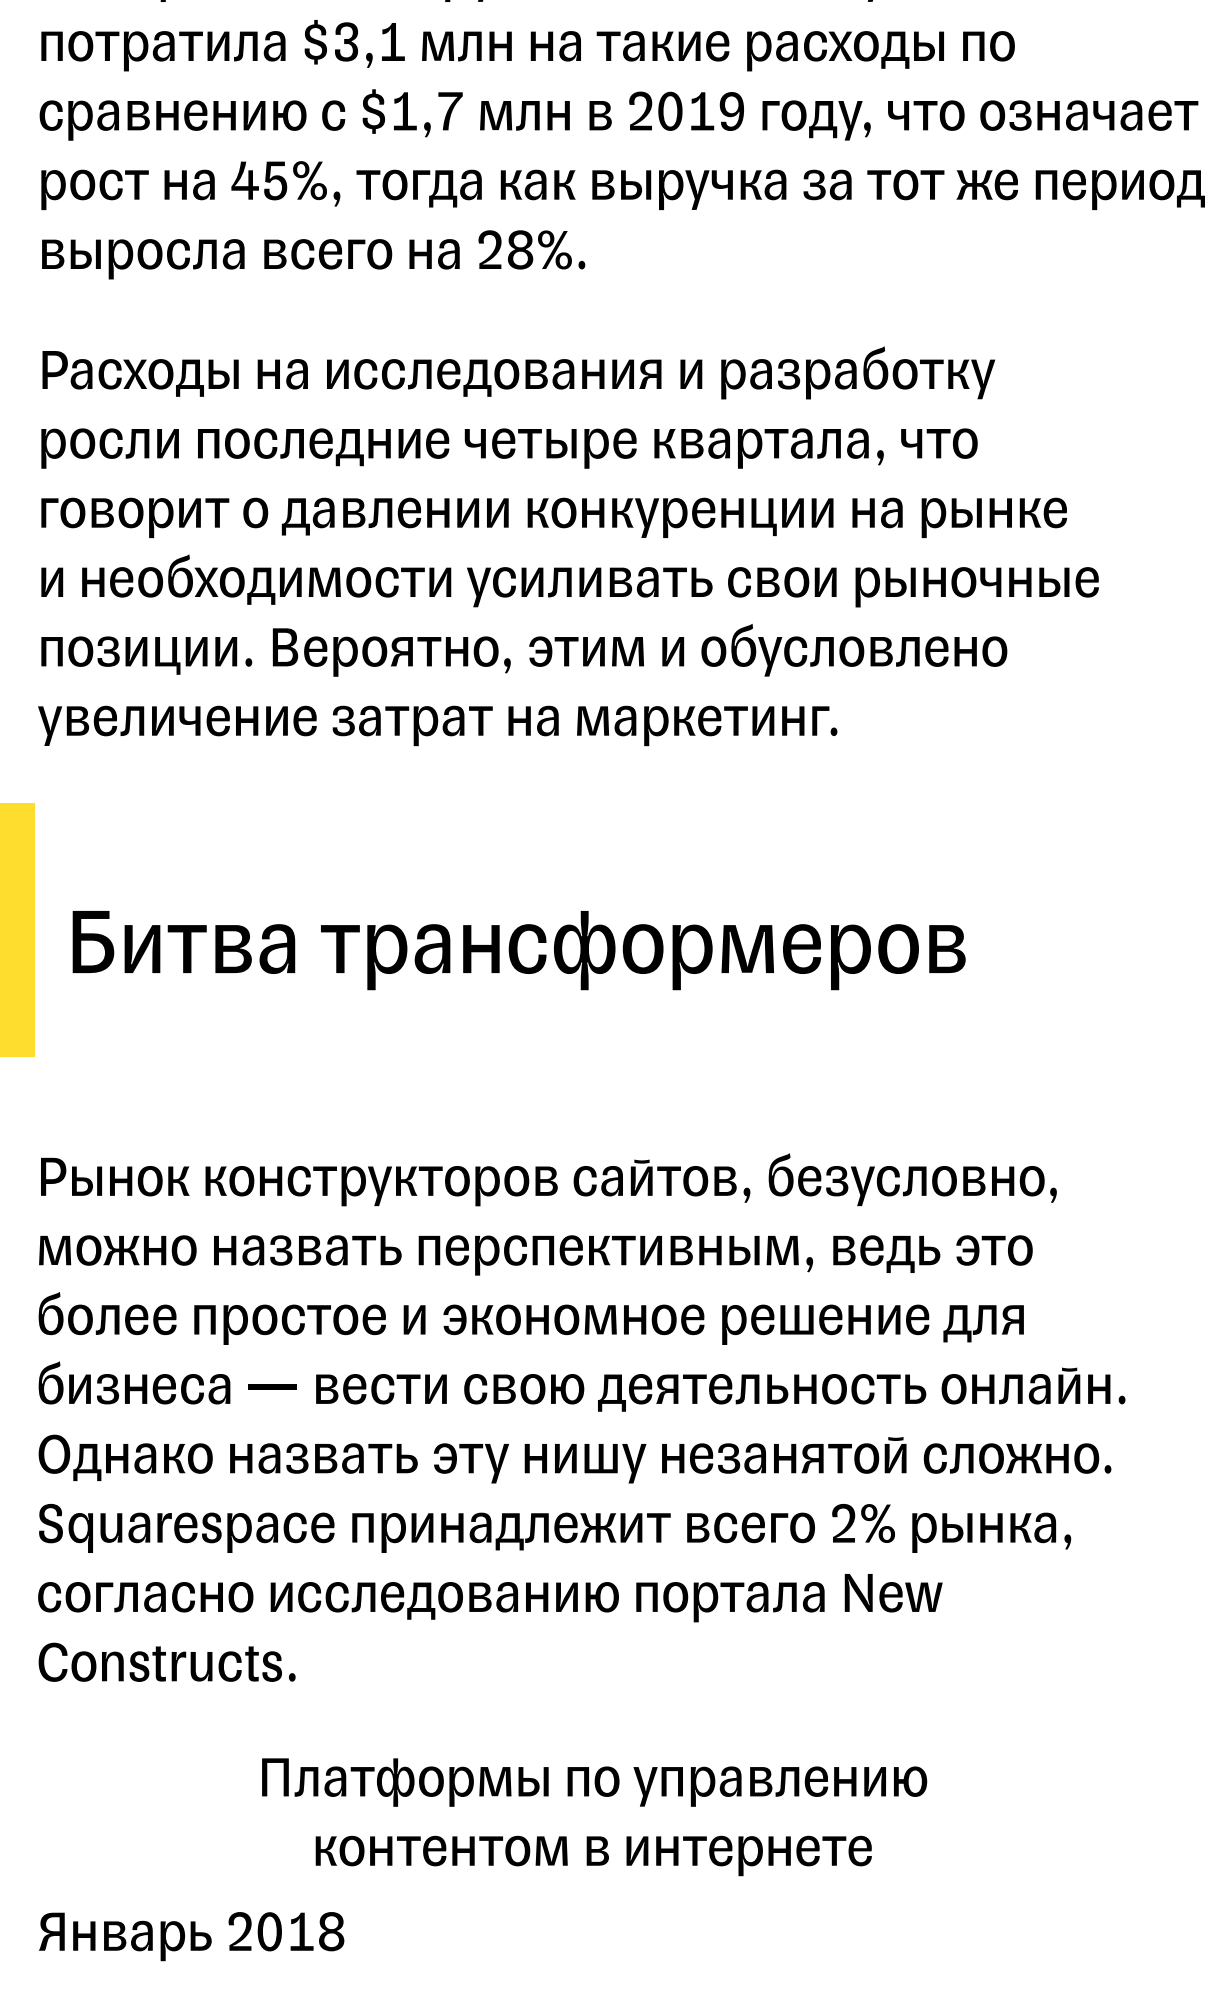 потратила $3,1 млн на такие расходы по
сравнению с $1,7 млн в 2019 году, что означает
рост на 45%, тогда как выручка за тот же период
выросла всего на 28%.
Расходы на исследования и разработку
росли последние четыре квартала, что
говорит о давлении конкуренции на рынке
и необходимости усиливать свои рыночные
позиции. Вероятно, этим и обусловлено
увеличение затрат на маркетинг.
Битва трансформеров
Рынок конструкторов сайтов, безусловно,
можно назвать перспективным, ведь это
более простое и экономное решение для
бизнеса — вести свою деятельность онлайн.
Однако назвать эту нишу незанятой сложно.
Squarespace принадлежит всего 2% рынка,
согласно исследованию портала New
Constructs.
Платформы по управлению
контентом в интернете
Январь 2018